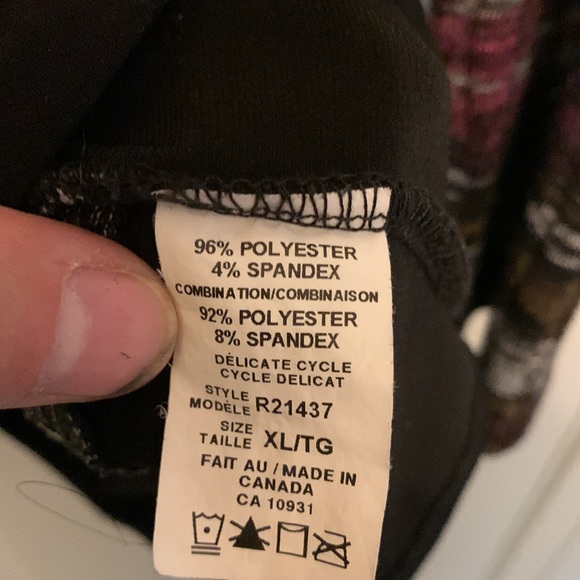 96% POLYESTER
4% SPANDEX
COMBINATION/COMBINAISON
92% POLYESTER
8% SPANDEX
DÉLICATE CYCLE
CYCLE DELICAT
STYLE
MODÈLE R21437
SIZE
TAILLE XL/TG
FAIT AU / MADE IN
CANADA
CA 10931